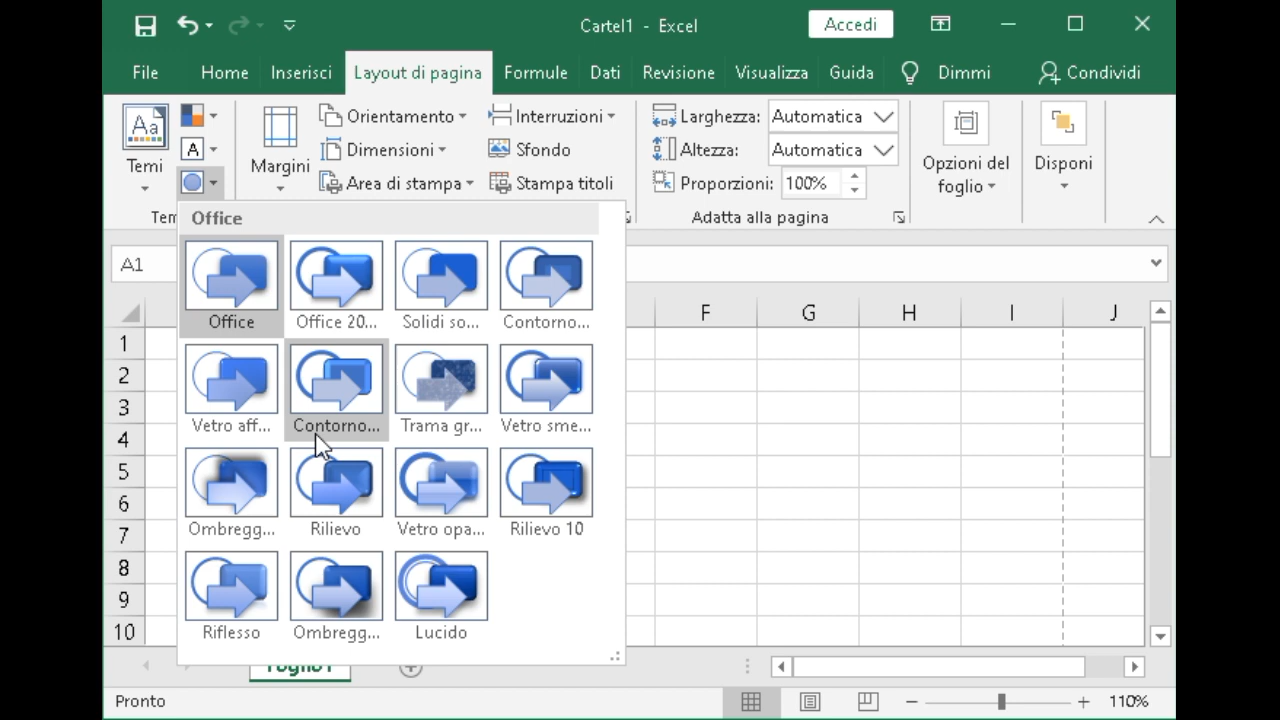 Cartel1 - Excel
Accedi
File Home Inserisci Layout di pagina Formule Dati Revisione Visualizza Guida Dimmi Condividi
Aa
Temi
A
Margini
Orientamento
Dimensioni
Area di stampa
Interruzioni
Sfondo
Stampa titoli
Larghezza: Automatica
Altezza: Automatica
Proporzioni: 100%
Adatta alla pagina
Opzioni del
foglio
Disponi
Office
Office Office 20... Solidi so... Contorno...
Vetro aff... Contorno... Trama gr... Vetro sme...
Ombregg... Rilievo Vetro opa... Rilievo 10
Riflesso Ombregg... Lucido
A1
F G H I J
1
2
3
4
5
6
7
8
9
10
Pronto
110%